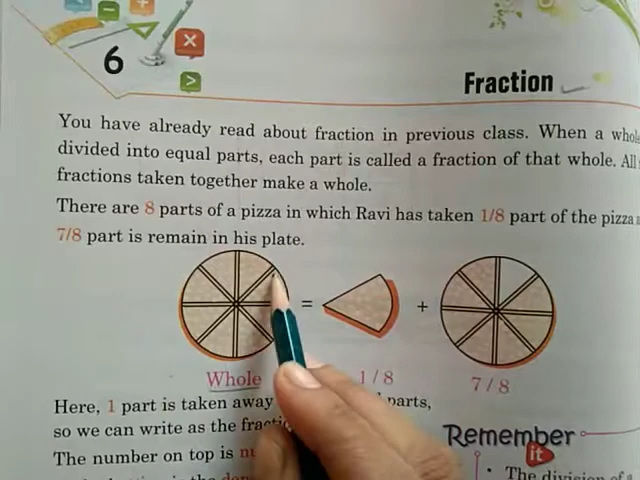 6
Fraction
You have already read about fraction in previous class. When a whole
divided into equal parts, each part is called a fraction of that whole. All
fractions taken together make a whole.
There are 8 parts of a pizza in which Ravi has taken 1/8 part of the pizza
7/8 part is remain in his plate.
= +
Whole 1 / 8 7 / 8
Here, 1 part is taken away parts,
so we can write as the
Remember
it
The number on top is
• The division of